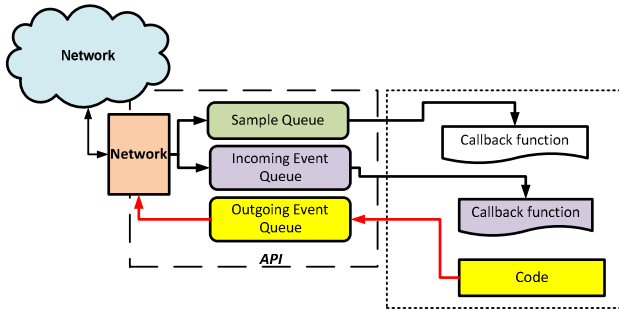 Network
Sample Queue
Callback function
Network
Incoming Event
Queue
Callback function
Outgoing Event
Queue
API
Code